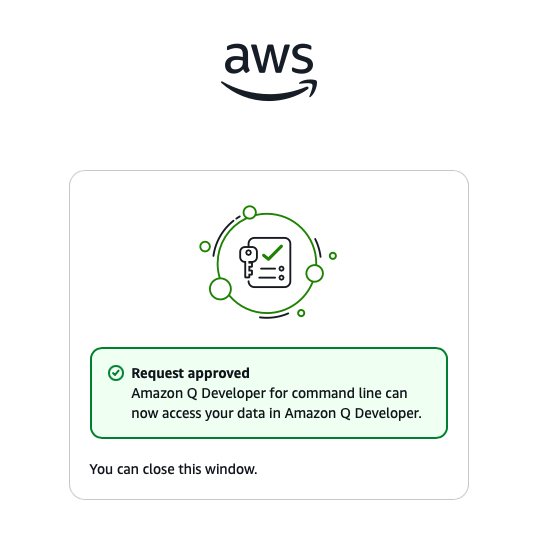 aws
Request approved
Amazon Q Developer for command line can
now access your data in Amazon Q Developer.
You can close this window.